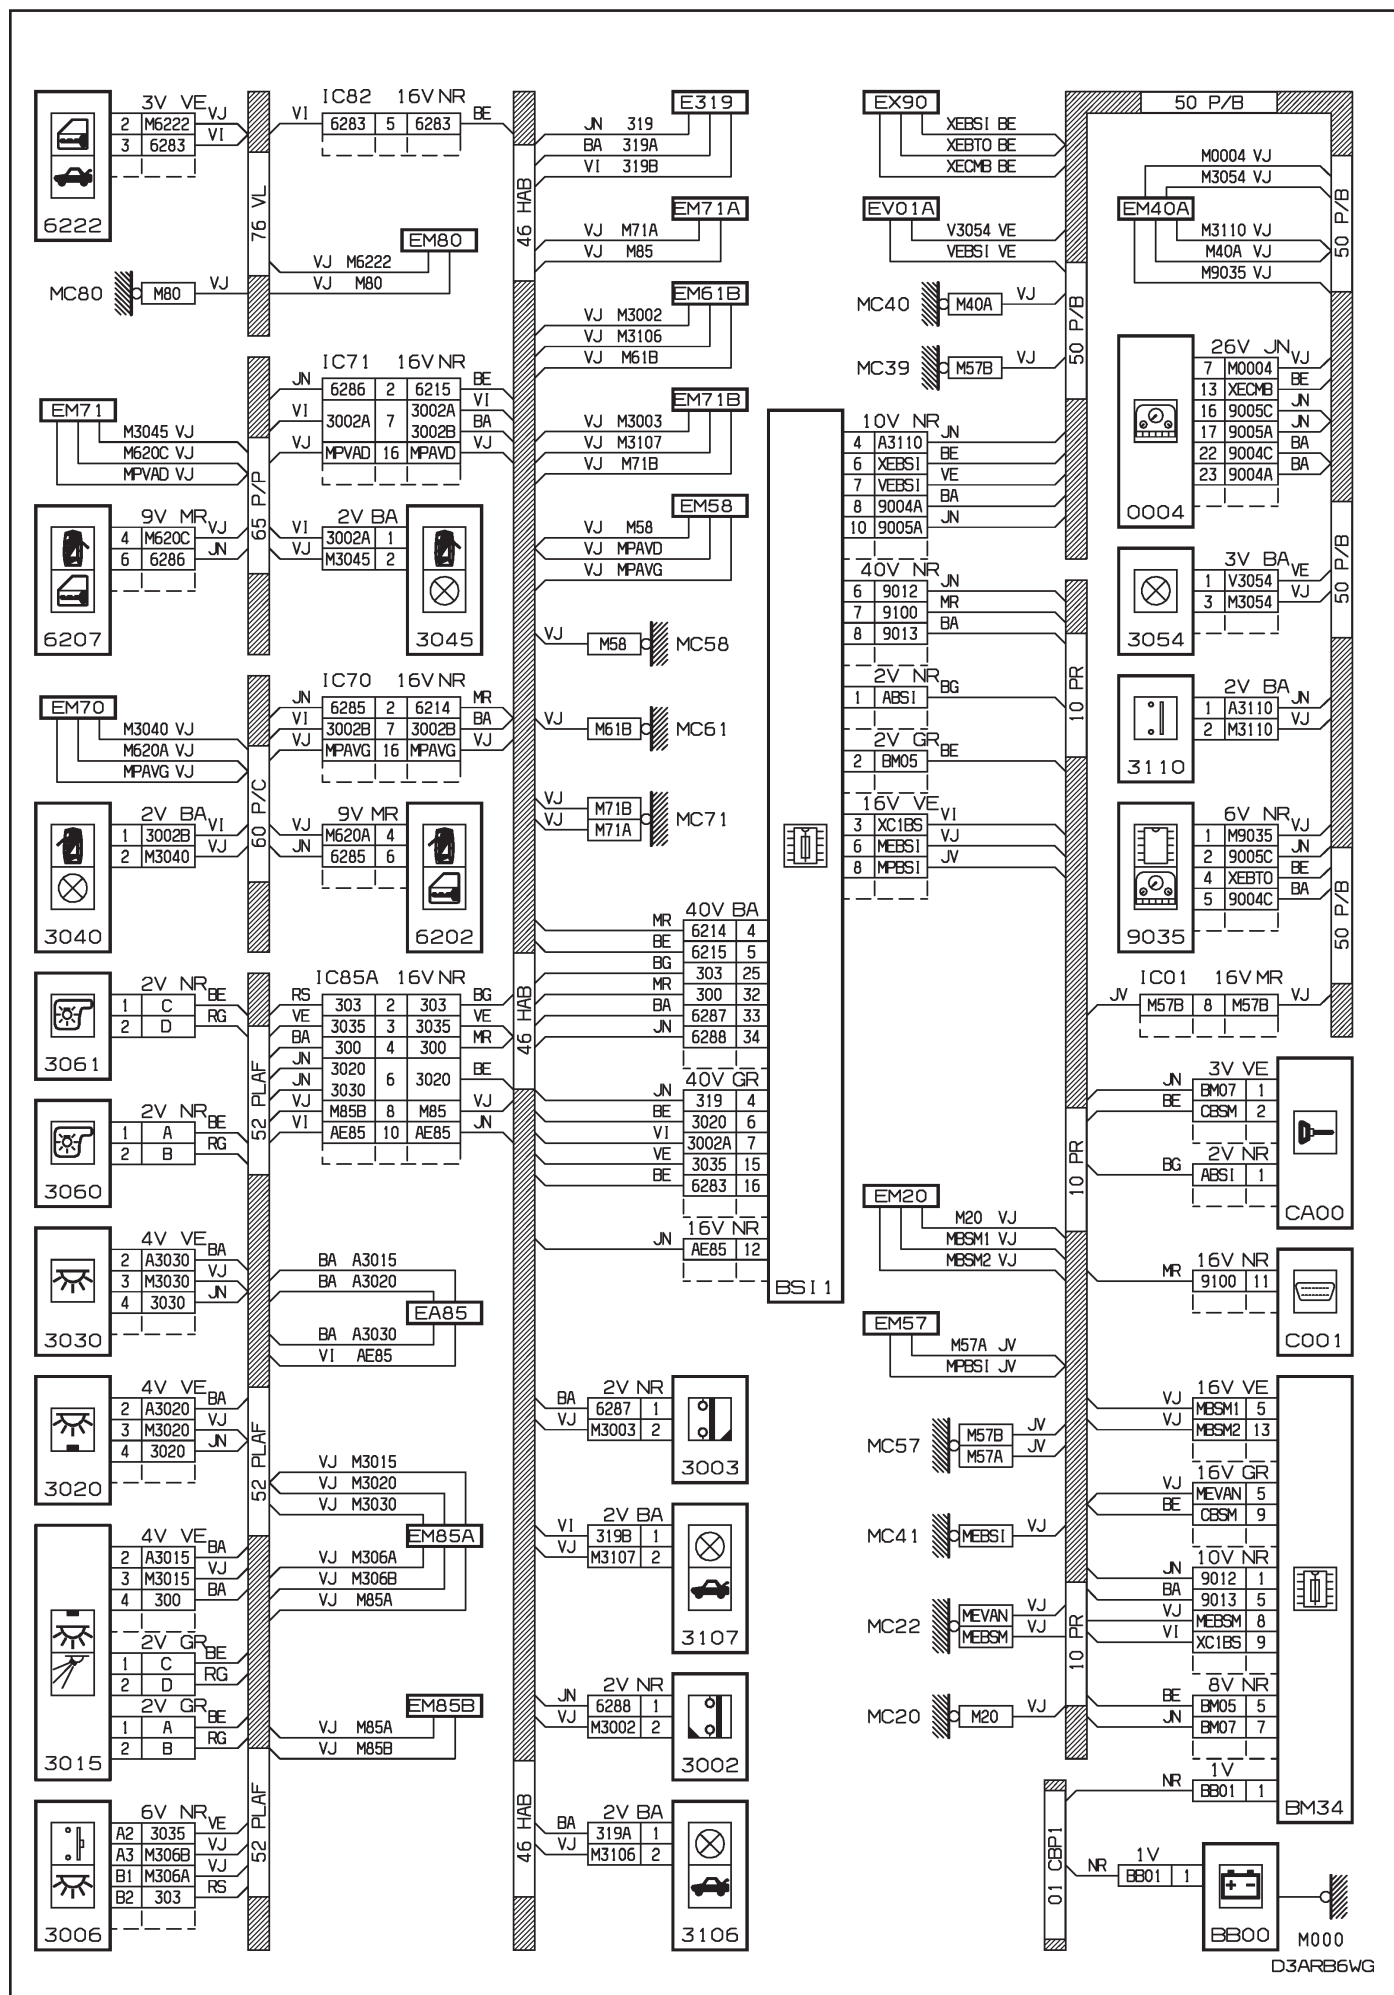 3V VE
2 M6222 VJ
3 6283 VI
6222
76 VL
VI
IC82 16V NR
6283 5 6283
BE
46 HAB
EM80
VJ M6222
VJ M80
MC80
M80
VJ
EM71
M3045 VJ
M620C VJ
MPVAD VJ
65 P/P
IC71 16V NR
JN 6286 2 6215 BE
VI 3002A 7 3002A VI
3002B BA
VJ MPVAD 16 MPAVD VJ
9V MR
4 M620C VJ
6 6286 JN
6207
2V BA
VI 3002A 1
VJ M3045 2
3045
EM70
M3040 VJ
M620A VJ
MPAVG VJ
60 P/C
IC70 16V NR
JN 6285 2 6214 MR
VI 3002B 7 3002B BA
VJ MPAVG 16 MPAVG VJ
2V BA
1 3002B VI
2 M3040 VJ
3040
9V MR
VJ M620A 4
JN 6285 6
6202
2V NR
1 C BE
2 D RG
3061
52 PLAF
IC85A 16V NR
RS 303 2 303 BG
VE 3035 3 3035 VE
BA 300 4 300 MR
JN 3020 6 3020 BE
JN 3030
VJ M85B 8 M85 VJ
VI AE85 10 AE85 JN
2V NR
1 A BE
2 B RG
3060
4V VE
2 A3030 BA
3 M3030 VJ
4 3030 JN
3030
BA A3015
BA A3020
EA85
BA A3030
VI AE85
4V VE
2 A3020 BA
3 M3020 VJ
4 3020 JN
3020
52 PLAF
VJ M3015
VJ M3020
VJ M3030
EM85A
VJ M306A
VJ M306B
VJ M85A
4V VE
2 A3015 BA
3 M3015 VJ
4 300 BA
2V GR
1 C BE
2 D RG
2V GR
1 A BE
2 B RG
3015
EM85B
VJ M85A
VJ M85B
52 PLAF
6V NR
A2 3035 VE
A3 M306B VJ
B1 M306A VJ
B2 303 RS
3006
E319
JN 319
BA 319A
VI 319B
EM71A
VJ M71A
VJ M85
EM61B
VJ M3002
VJ M3106
VJ M61B
EM71B
VJ M3003
VJ M3107
VJ M71B
EM58
VJ M58
VJ MPAVD
VJ MPAVG
VJ M58 MC58
VJ M61B MC61
VJ M71B
VJ M71A
MC71
46 HAB
40V BA
MR 6214 4
BE 6215 5
BG 303 25
MR 300 32
BA 6287 33
JN 6288 34
40V GR
JN 319 4
BE 3020 6
VI 3002A 7
VE 3035 15
BE 6283 16
16V NR
JN AE85 12
BSI1
2V NR
BA 6287 1
VJ M3003 2
3003
2V BA
VI 319B 1
VJ M3107 2
3107
2V NR
JN 6288 1
VJ M3002 2
3002
46 HAB
2V BA
BA 319A 1
VJ M3106 2
3106
EX90
XEBSI BE
XEBTO BE
XECMB BE
EV01A
V3054 VE
VEBSI VE
MC40
M40A VJ
MC39
M57B VJ
50 P/B
10V NR
4 A3110 JN
6 XEBSI BE
7 VEBSI VE
8 9004A BA
10 9005A JN
40V NR
6 9012 JN
7 9100 MR
8 9013 BA
2V NR
1 ABSI BG
2V GR
2 BM05 BE
16V VE
3 XC1BS VI
6 MEBSI VJ
8 MPBSI JV
10 PR
EM20
M20 VJ
MBSM1 VJ
MBSM2 VJ
EM57
M57A JV
MPBSI JV
MC57
M57B JV
M57A JV
MC41
MEBSI VJ
MC22
MEVAN VJ
MEBSM VJ
MC20
M20 VJ
50 P/B
M0004 VJ
M3054 VJ
EM40A
M3110 VJ
M40A VJ
M9035 VJ
50 P/B
26V JN
7 M0004 VJ
13 XECMB BE
16 9005C JN
17 9005A JN
22 9004C BA
23 9004A BA
0004
3V BA
1 V3054 VE
3 M3054 VJ
3054
50 P/B
2V BA
1 A3110 JN
2 M3110 VJ
3110
6V NR
1 M9035 VJ
2 9005C JN
4 XEBTO BE
5 9004C BA
9035
50 P/B
IC01 16V MR
JV M57B 8 M57B VJ
3V VE
JN BM07 1
BE CBSM 2
2V NR
BG ABSI 1
CA00
10 PR
16V NR
MR 9100 11
C001
16V VE
VJ MBSM1 5
VJ MBSM2 13
16V GR
VJ MEVAN 5
BE CBSM 9
10V NR
JN 9012 1
BA 9013 5
VJ MEBSM 8
VI XC1BS 9
10 PR
8V NR
BE BM05 5
JN BM07 7
1V
NR BB01 1
BM34
01 CBP1
1V
NR BB01 1
BB00
M000
D3ARB6WG